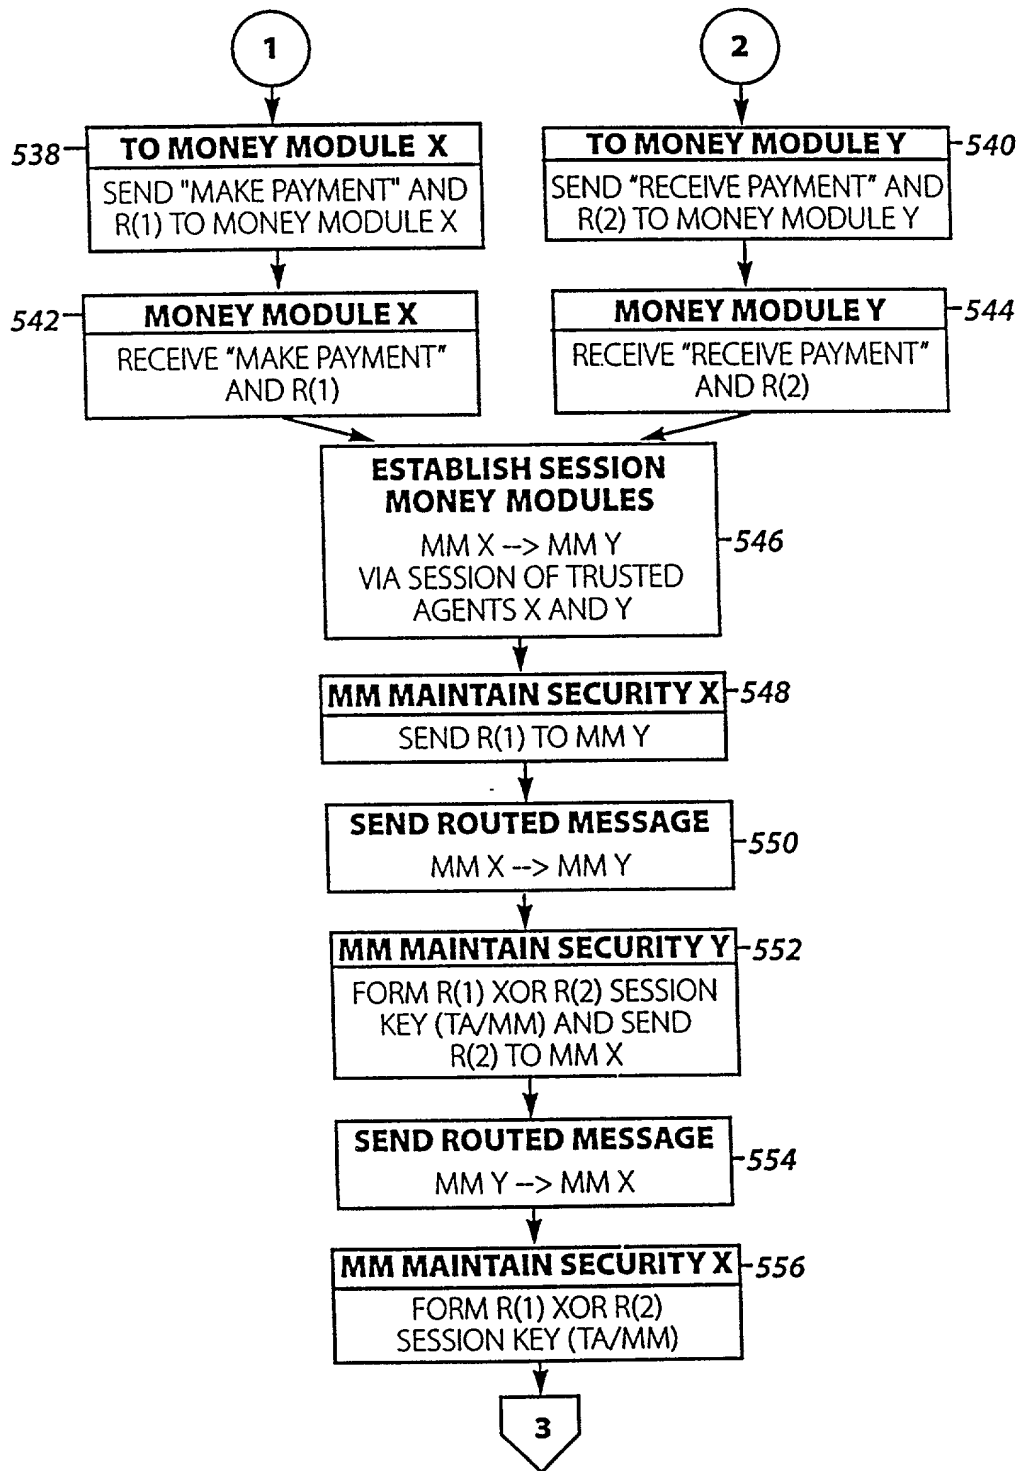 1
2
538
TO MONEY MODULE X
SEND "MAKE PAYMENT" AND
R(1) TO MONEY MODULE X
TO MONEY MODULE Y
540
SEND "RECEIVE PAYMENT" AND
R(2) TO MONEY MODULE Y
542
MONEY MODULE X
RECEIVE "MAKE PAYMENT"
AND R(1)
MONEY MODULE Y
544
RECEIVE "RECEIVE PAYMENT"
AND R(2)
ESTABLISH SESSION
MONEY MODULES
MM X --> MM Y
VIA SESSION OF TRUSTED
AGENTS X AND Y
546
MM MAINTAIN SECURITY X
548
SEND R(1) TO MM Y
SEND ROUTED MESSAGE
MM X --> MM Y
550
MM MAINTAIN SECURITY Y
552
FORM R(1) XOR R(2) SESSION
KEY (TA/MM) AND SEND
R(2) TO MM X
SEND ROUTED MESSAGE
MM Y --> MM X
554
MM MAINTAIN SECURITY X
556
FORM R(1) XOR R(2)
SESSION KEY (TA/MM)
3